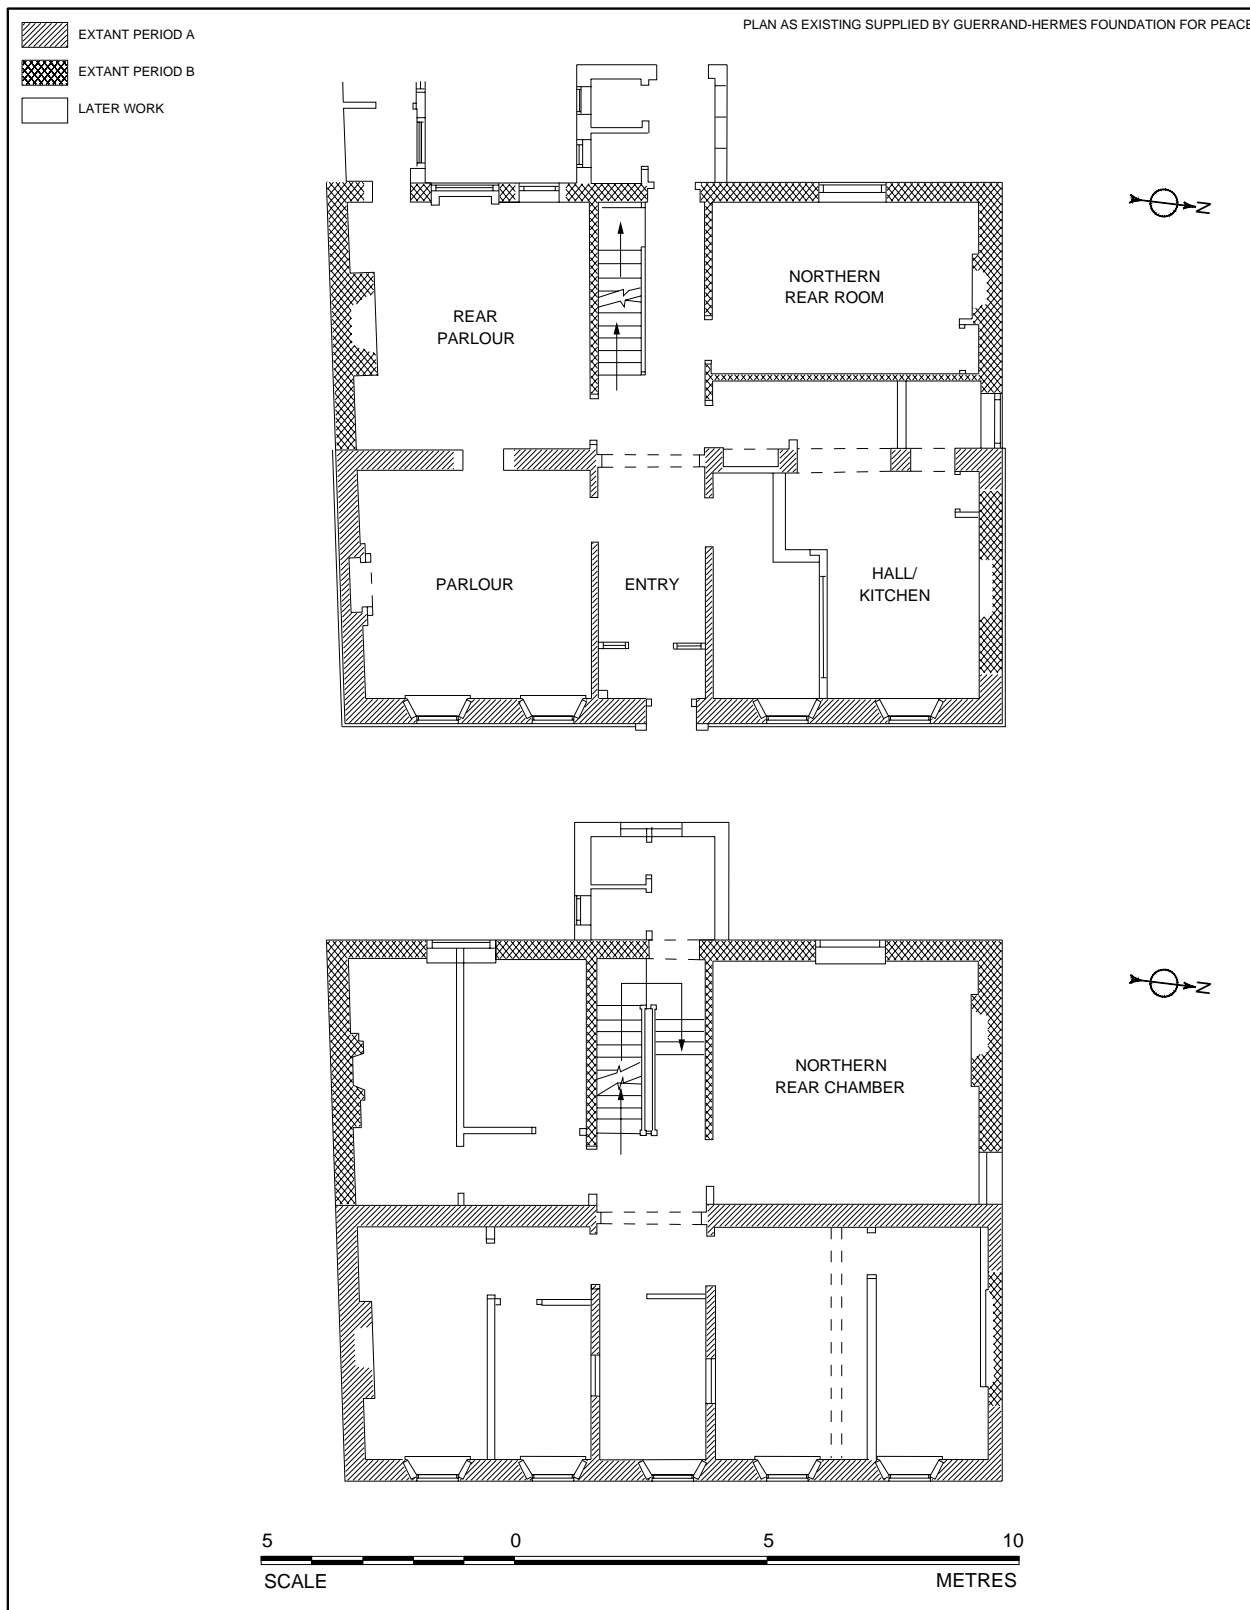 PLAN AS EXISTING SUPPLIED BY GUERRAND-HERMES FOUNDATION FOR PEACE
EXTANT PERIOD A
EXTANT PERIOD B
LATER WORK
N
NORTHERN
REAR ROOM
REAR
PARLOUR
PARLOUR
ENTRY
HALL/
KITCHEN
N
NORTHERN
REAR CHAMBER
5 0 5 10
SCALE METRES